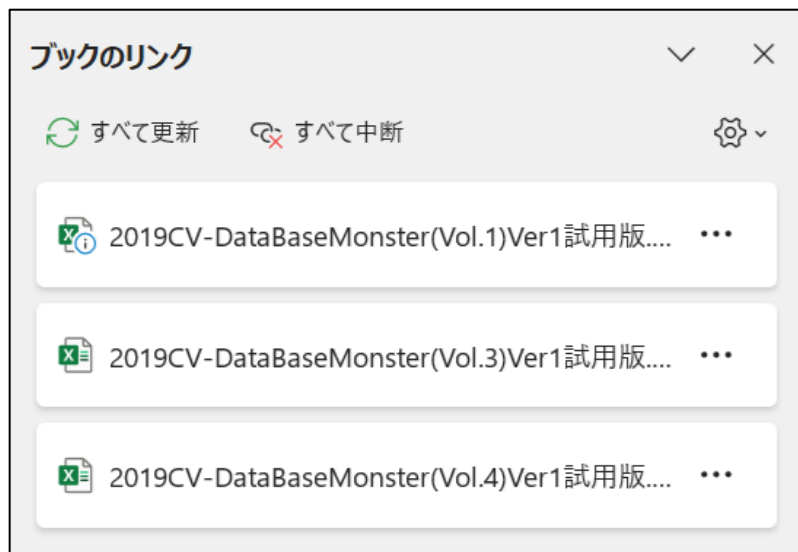 ブックのリンク
すべて更新 すべて中断
2019CV-DataBaseMonster(Vol.1)Ver1試用版....
2019CV-DataBaseMonster(Vol.3)Ver1試用版....
2019CV-DataBaseMonster(Vol.4)Ver1試用版....